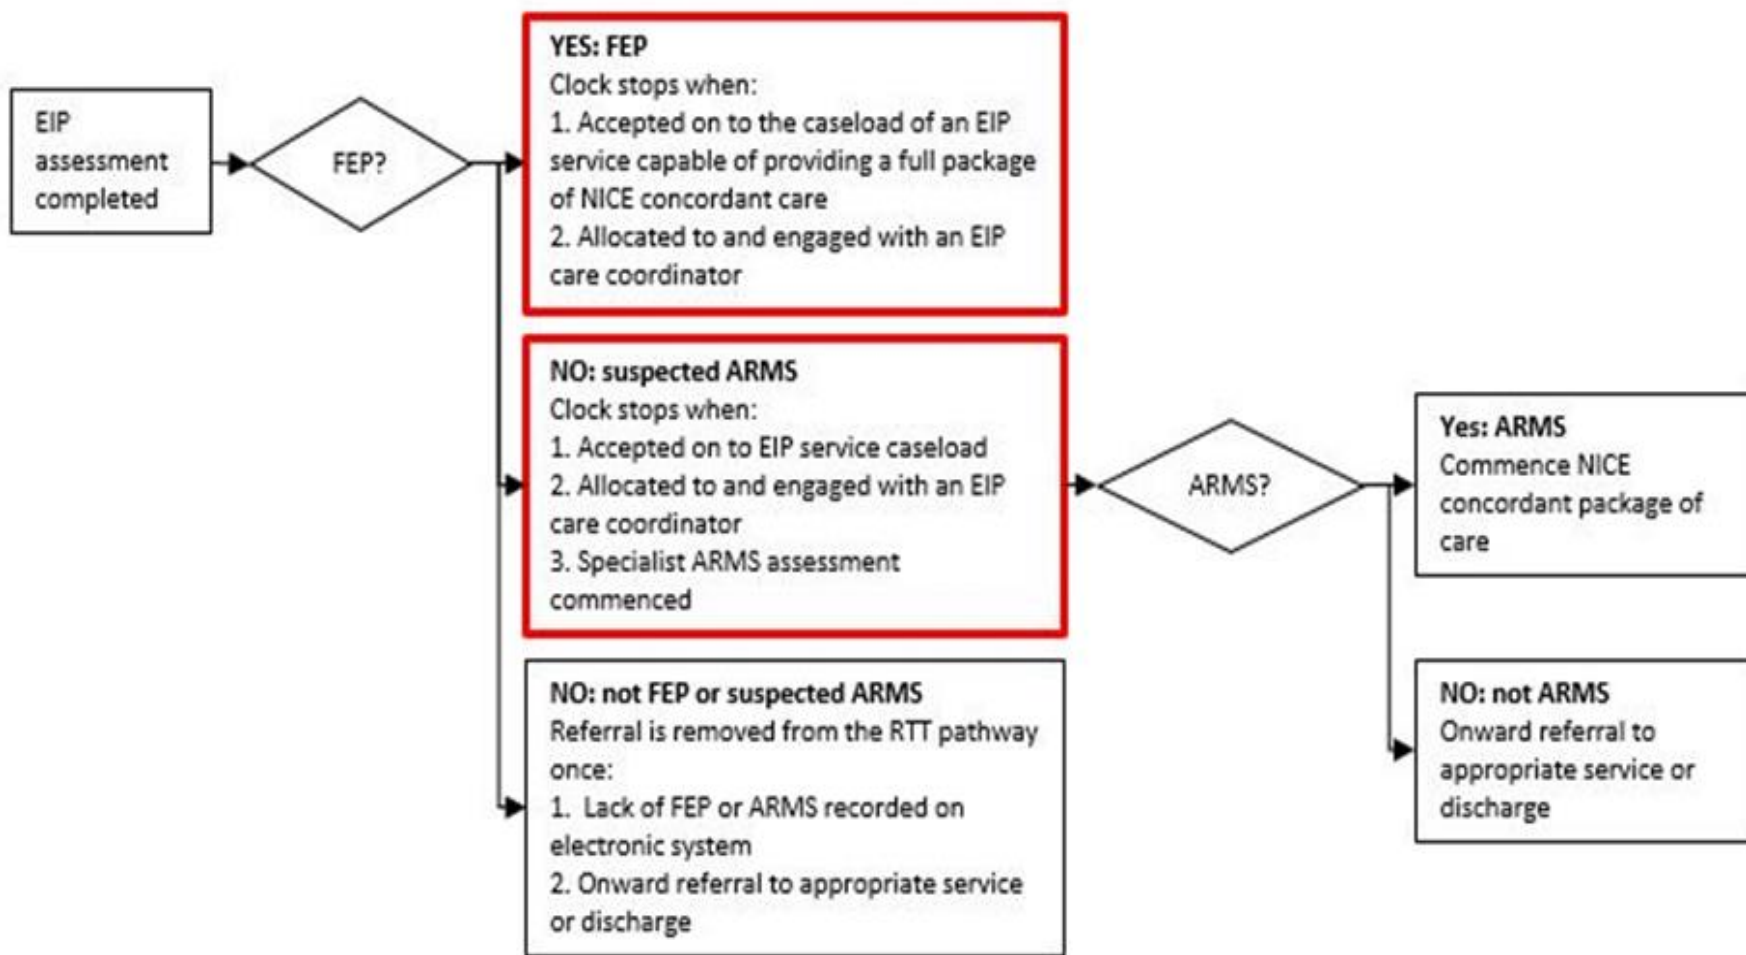 EIP
assessment
completed
FEP?
YES: FEP
Clock stops when:
1. Accepted on to the caseload of an EIP
service capable of providing a full package
of NICE concordant care
2. Allocated to and engaged with an EIP
care coordinator
NO: suspected ARMS
Clock stops when:
1. Accepted on to EIP service caseload
2. Allocated to and engaged with an EIP
care coordinator
3. Specialist ARMS assessment
commenced
NO: not FEP or suspected ARMS
Referral is removed from the RTT pathway
once:
1. Lack of FEP or ARMS recorded on
electronic system
2. Onward referral to appropriate service
or discharge
ARMS?
Yes: ARMS
Commence NICE
concordant package of
care
NO: not ARMS
Onward referral to
appropriate service or
discharge